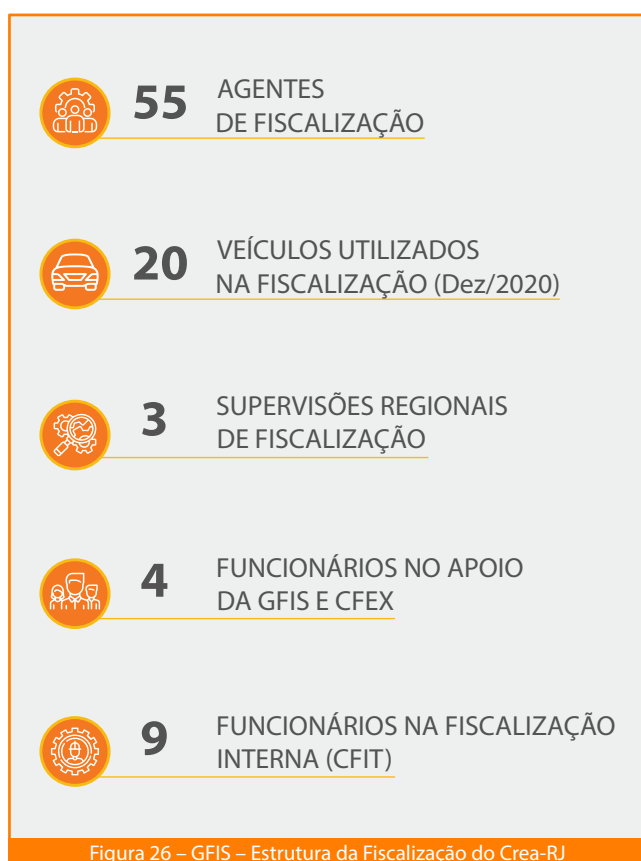 55 AGENTES
DE FISCALIZAÇÃO
20 VEÍCULOS UTILIZADOS
NA FISCALIZAÇÃO (Dez/2020)
3 SUPERVISÕES REGIONAIS
DE FISCALIZAÇÃO
4 FUNCIONÁRIOS NO APOIO
DA GFIS E CFEX
9 FUNCIONÁRIOS NA FISCALIZAÇÃO
INTERNA (CFIT)
Figura 26 – GFIS – Estrutura da Fiscalização do Crea-RJ